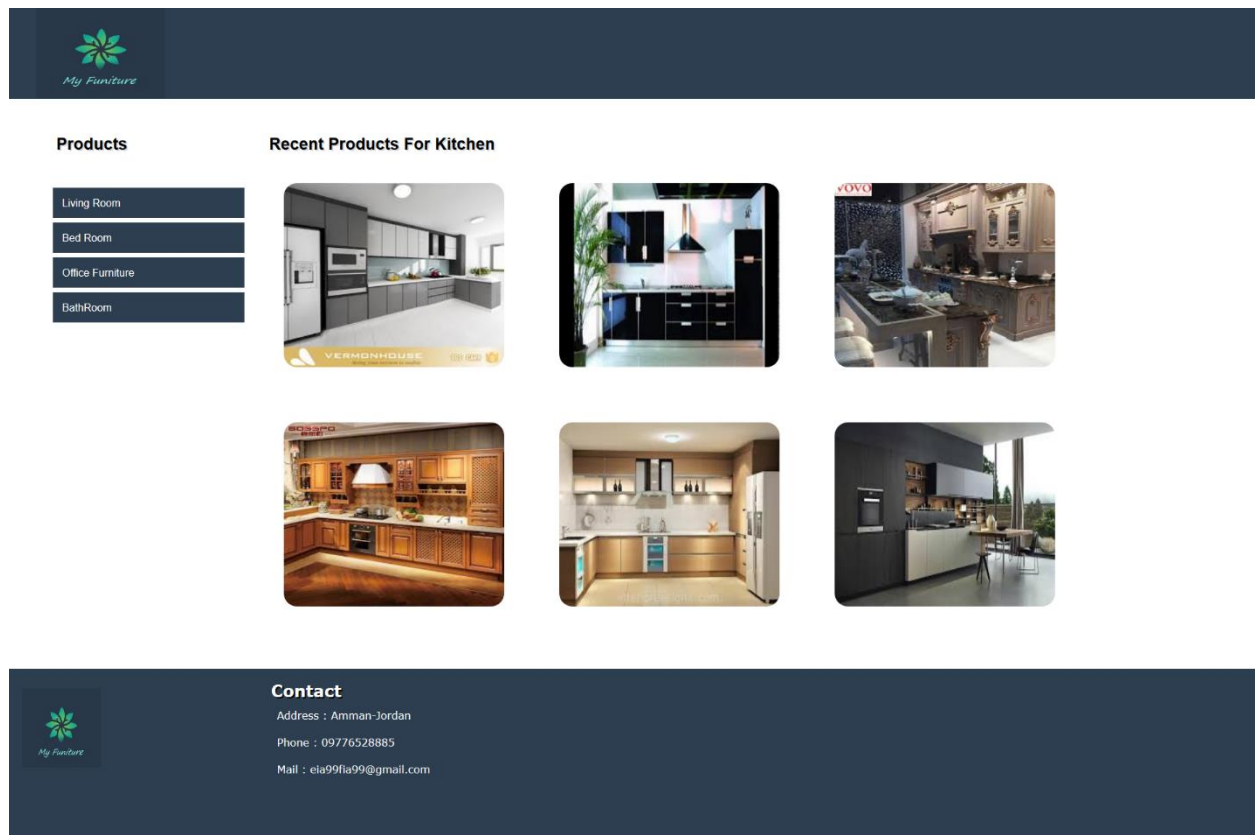 My Funiture
Products
Recent Products For Kitchen
Living Room
Bed Room
Office Furniture
BathRoom
VERMONHOUSE
VOVO
Contact
Address : Amman-Jordan
Phone : 09776528885
Mail : eia99fia99@gmail.com
My Funiture